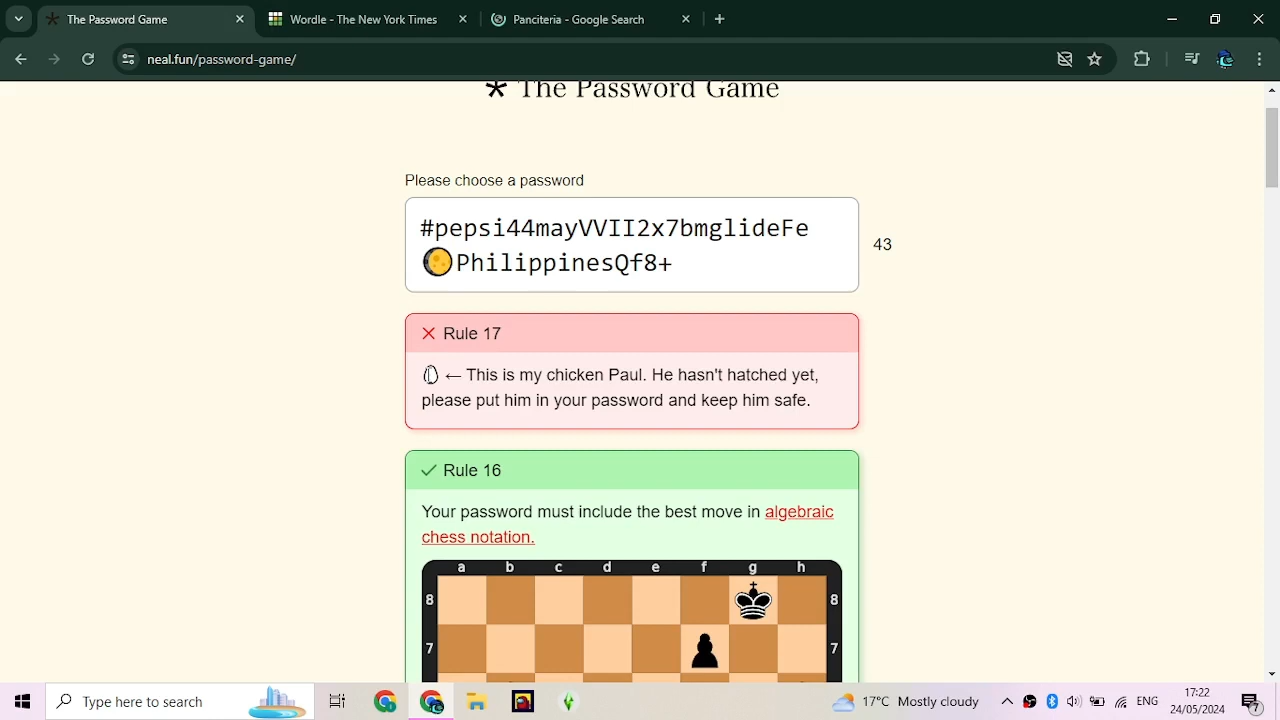 The Password Game
Wordle - The New York Times
Panciteria - Google Search
neal.fun/password-game/
* The Password Game
Please choose a password
#pepsi44mayVVII2x7bmglideFe
🌔PhilippinesQf8+
43
Rule 17
🥚 ← This is my chicken Paul. He hasn't hatched yet,
please put him in your password and keep him safe.
Rule 16
Your password must include the best move in algebraic
chess notation.
a b c d e f g h
8 8
7 7
Type here to search
17°C Mostly cloudy
ENG
17:22
24/05/2024
7